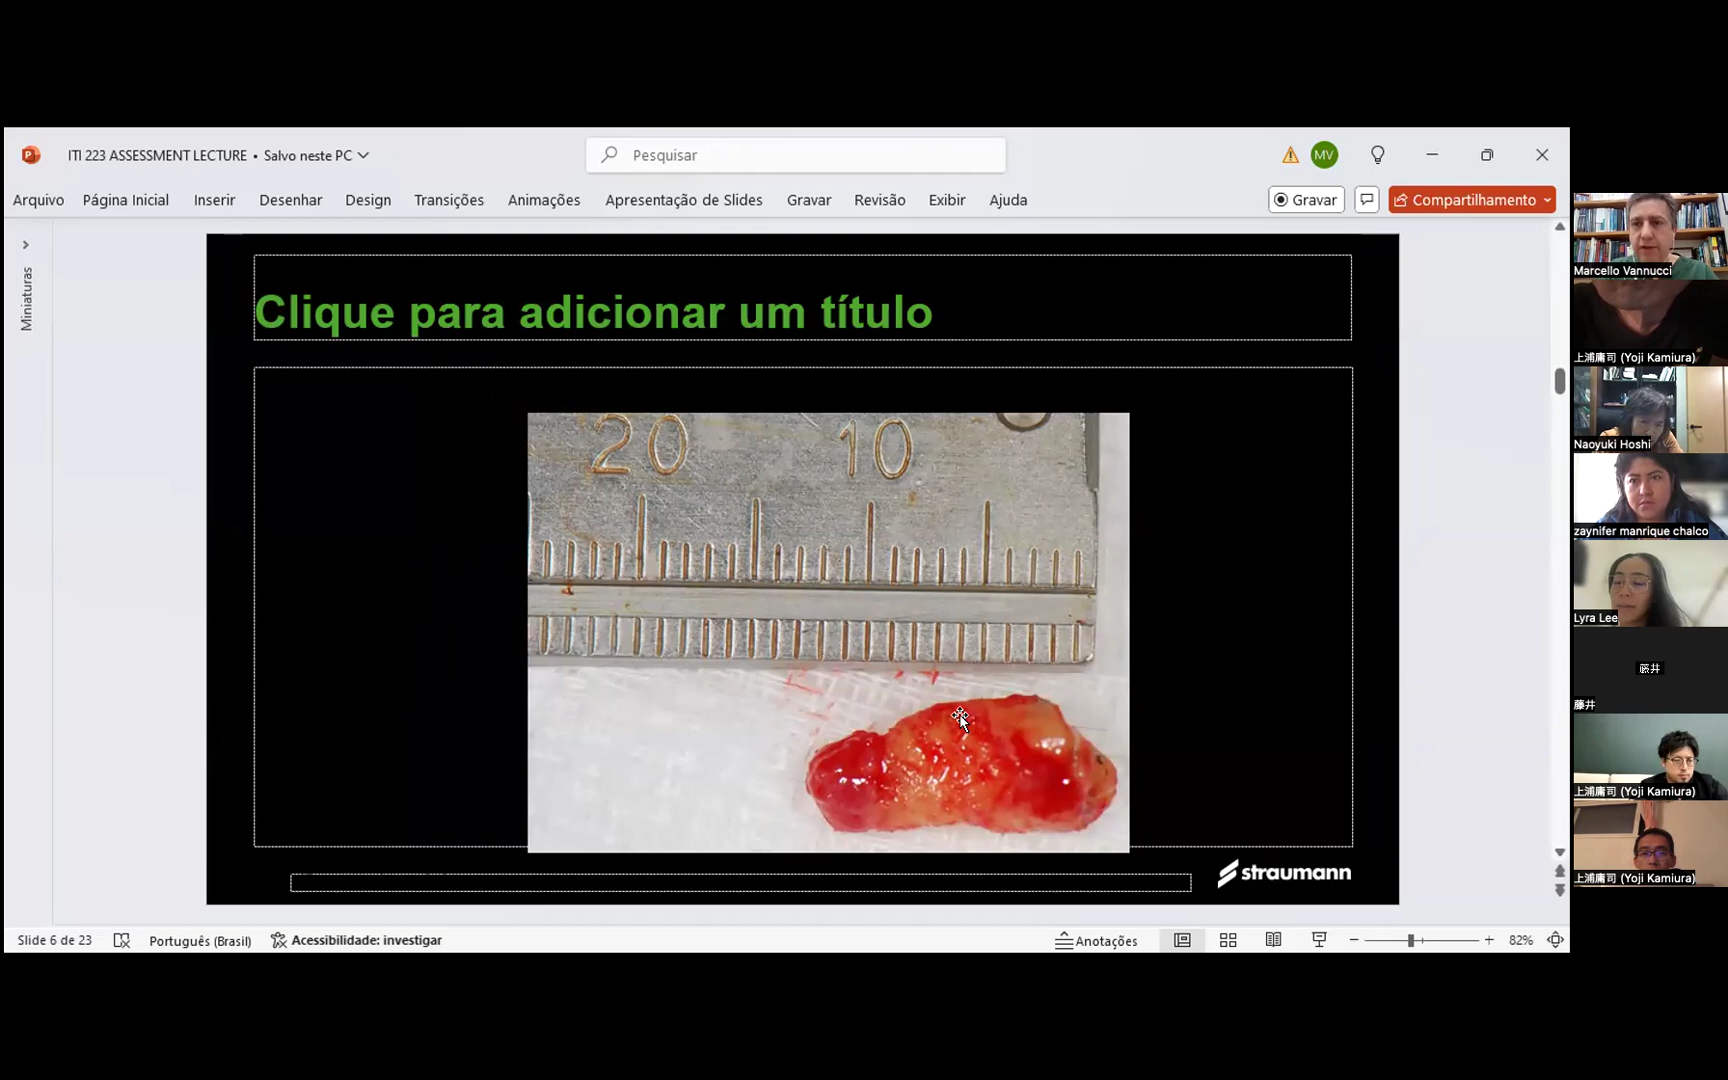 ITI 223 ASSESSMENT LECTURE • Salvo neste PC
Pesquisar
MV
Arquivo Página Inicial Inserir Desenhar Design Transições Animações Apresentação de Slides Gravar Revisão Exibir Ajuda
Gravar
Compartilhamento
Miniaturas
Clique para adicionar um título
20 10
straumann
Slide 6 de 23 Português (Brasil) Acessibilidade: investigar
Anotações
82%
Marcello Vannucci
上浦庸司 (Yoji Kamiura)
Naoyuki Hoshi
zaynifer manrique chalco
Lyra Lee
藤井
藤井
上浦庸司 (Yoji Kamiura)
上浦庸司 (Yoji Kamiura)